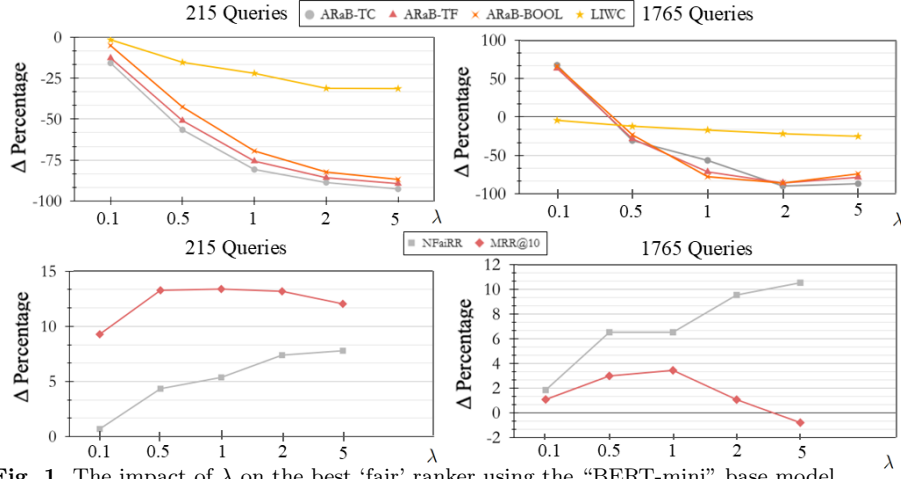 215 Queries
ARaB-TC ARaB-TF ARaB-BOOL LIWC
1765 Queries
Δ Percentage
0
-25
-50
-75
-100
0.1 0.5 1 2 5 λ
Δ Percentage
100
50
0
-50
-100
0.1 0.5 1 2 5 λ
NFaiRR MRR@10
215 Queries
1765 Queries
Δ Percentage
15
10
5
0
0.1 0.5 1 2 5 λ
Δ Percentage
12
10
8
6
4
2
0
-2
0.1 0.5 1 2 5 λ
Fig. 1. The impact of λ on the best ‘fair’ ranker using the “BERT-mini” base model